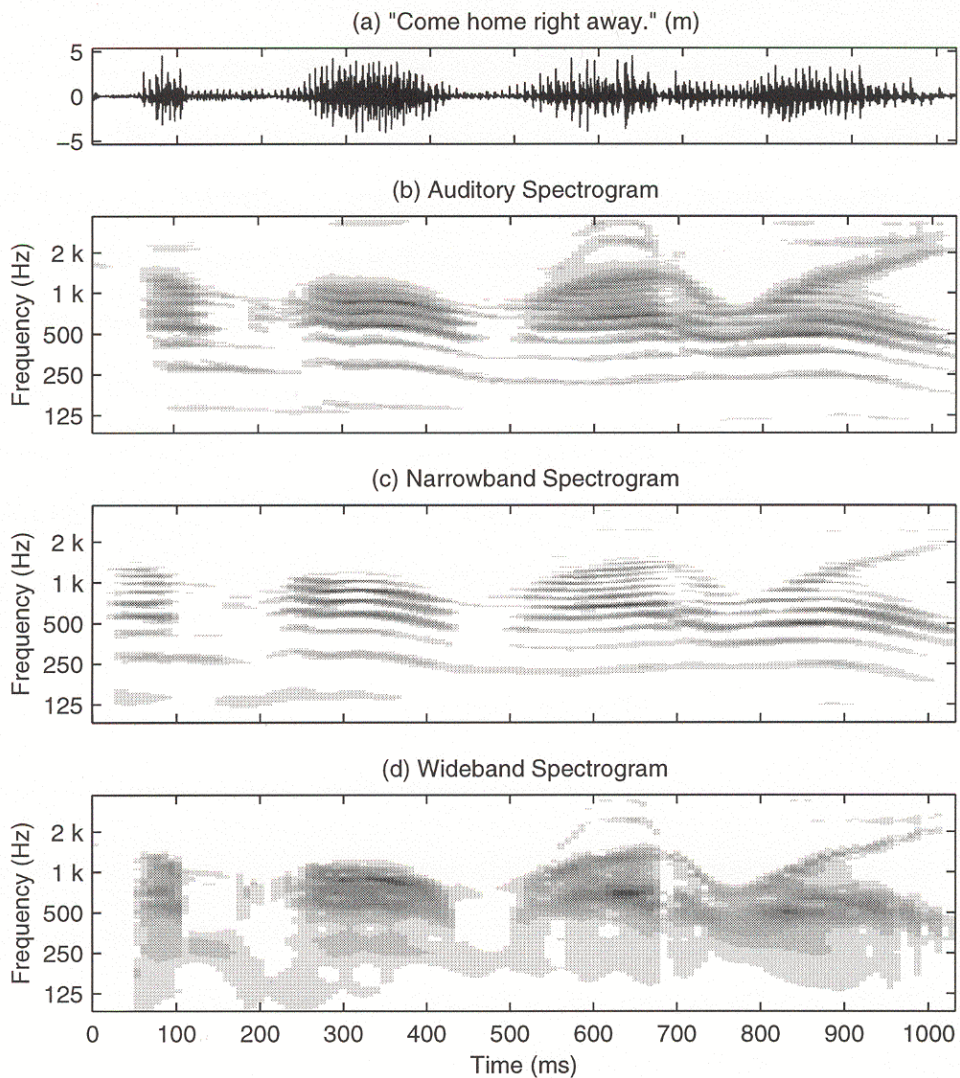 (a) "Come home right away." (m)
5
0
−5
(b) Auditory Spectrogram
Frequency (Hz)
2 k
1 k
500
250
125
(c) Narrowband Spectrogram
Frequency (Hz)
2 k
1 k
500
250
125
(d) Wideband Spectrogram
Frequency (Hz)
2 k
1 k
500
250
125
0 100 200 300 400 500 600 700 800 900 1000
Time (ms)